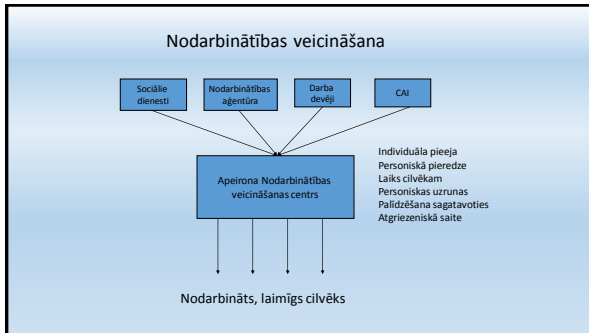 Nodarbinātības veicināšana
Sociālie
dienesti
Nodarbinātības
aģentūra
Darba
devēji
CAI
Apeirona Nodarbinātības
veicināšanas centrs
Individuāla pieeja
Personiskā pieredze
Laiks cilvēkam
Personiskas uzrunas
Palīdzēšana sagatavoties
Atgriezeniskā saite
Nodarbināts, laimīgs cilvēks